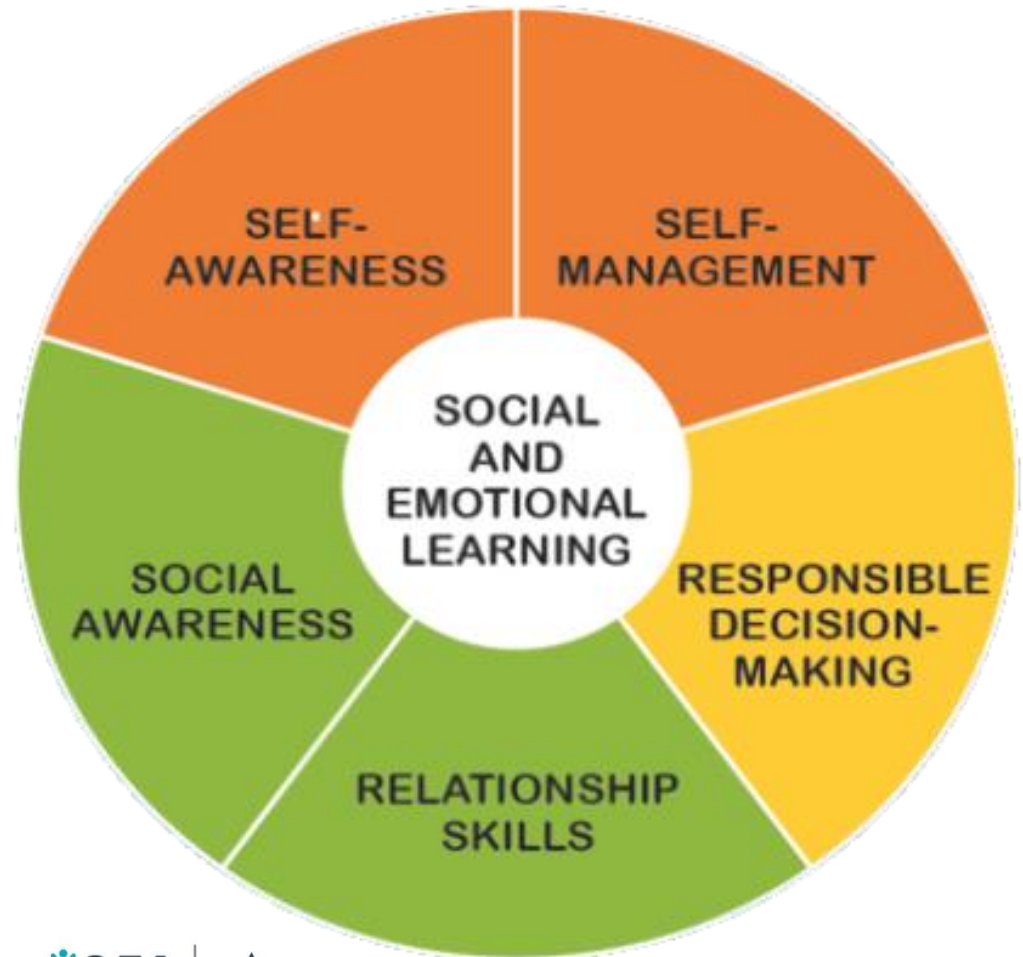 SELF-
AWARENESS
SELF-
MANAGEMENT
SOCIAL
AND
EMOTIONAL
LEARNING
SOCIAL
AWARENESS
RESPONSIBLE
DECISION-
MAKING
RELATIONSHIP
SKILLS